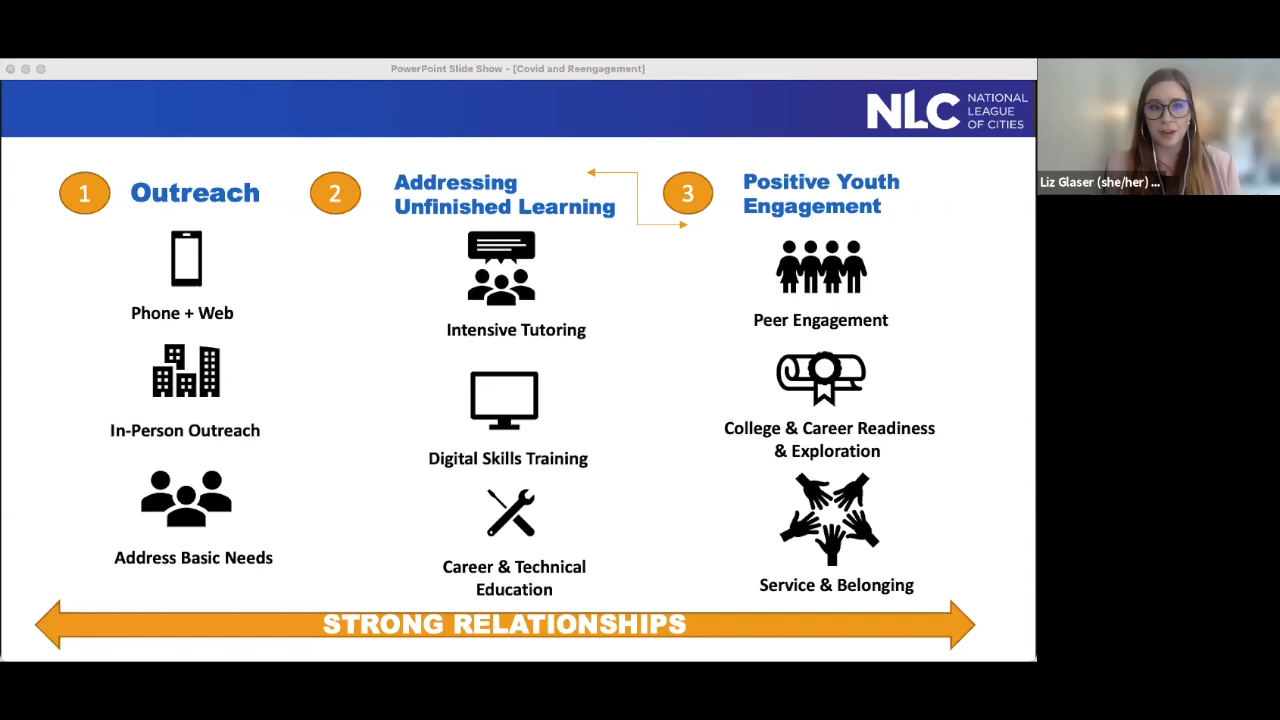 PowerPoint Slide Show - [Covid and Reengagement]
NLC
NATIONAL
LEAGUE
OF CITIES
Liz Glaser (she/her) ...
1
Outreach
Phone + Web
In-Person Outreach
Address Basic Needs
2
Addressing
Unfinished Learning
Intensive Tutoring
Digital Skills Training
Career & Technical
Education
3
Positive Youth
Engagement
Peer Engagement
College & Career Readiness
& Exploration
Service & Belonging
STRONG RELATIONSHIPS